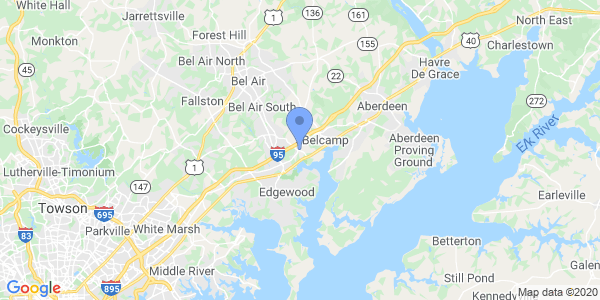 White Hall
Jarrettsville
1
136
161
North East
Monkton
Forest Hill
155
40
Charlestown
45
Bel Air North
Havre
De Grace
Bel Air
22
Fallston
Bel Air South
Aberdeen
272
Cockeysville
Elk River
Belcamp
Aberdeen
Proving
Ground
95
1
Lutherville-Timonium
147
Edgewood
Earleville
Towson
695
Parkville
White Marsh
83
Betterton
Galen
Middle River
Still Pond
Google
895
Kennedyv
Map data ©2020